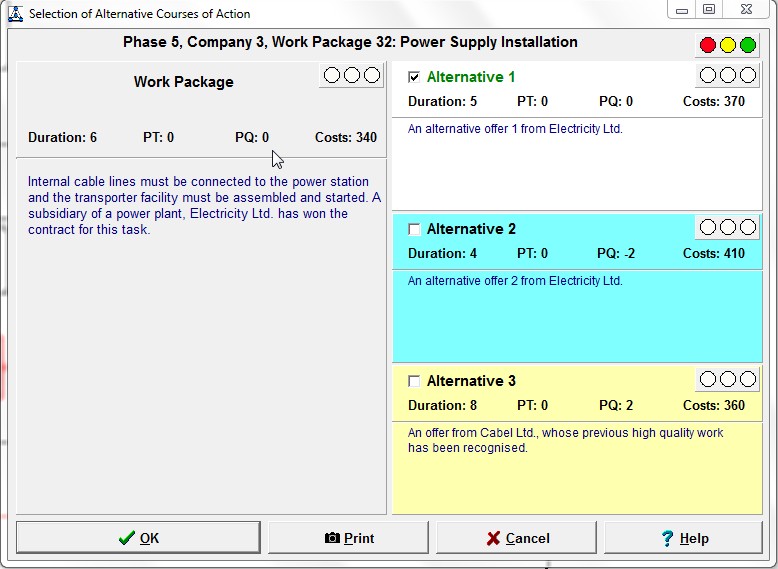 Selection of Alternative Courses of Action
Phase 5, Company 3, Work Package 32: Power Supply Installation
Work Package
Duration: 6 PT: 0 PQ: 0 Costs: 340
Internal cable lines must be connected to the power station
and the transporter facility must be assembled and started. A
subsidiary of a power plant, Electricity Ltd. has won the
contract for this task.
Alternative 1
Duration: 5 PT: 0 PQ: 0 Costs: 370
An alternative offer 1 from Electricity Ltd.
Alternative 2
Duration: 4 PT: 0 PQ: -2 Costs: 410
An alternative offer 2 from Electricity Ltd.
Alternative 3
Duration: 8 PT: 0 PQ: 2 Costs: 360
An offer from Cabel Ltd., whose previous high quality work
has been recognised.
OK Print Cancel Help